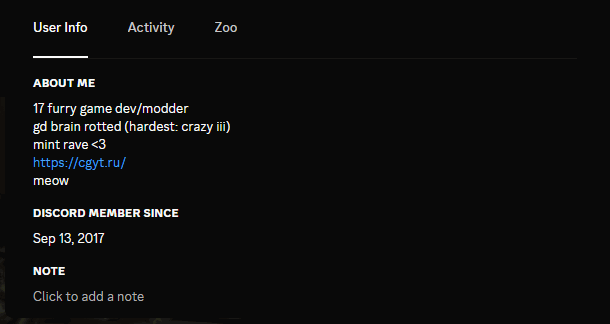 User Info Activity Zoo
ABOUT ME
17 furry game dev/modder
gd brain rotted (hardest: crazy iii)
mint rave <3
https://cgyt.ru/
meow
DISCORD MEMBER SINCE
Sep 13, 2017
NOTE
Click to add a note